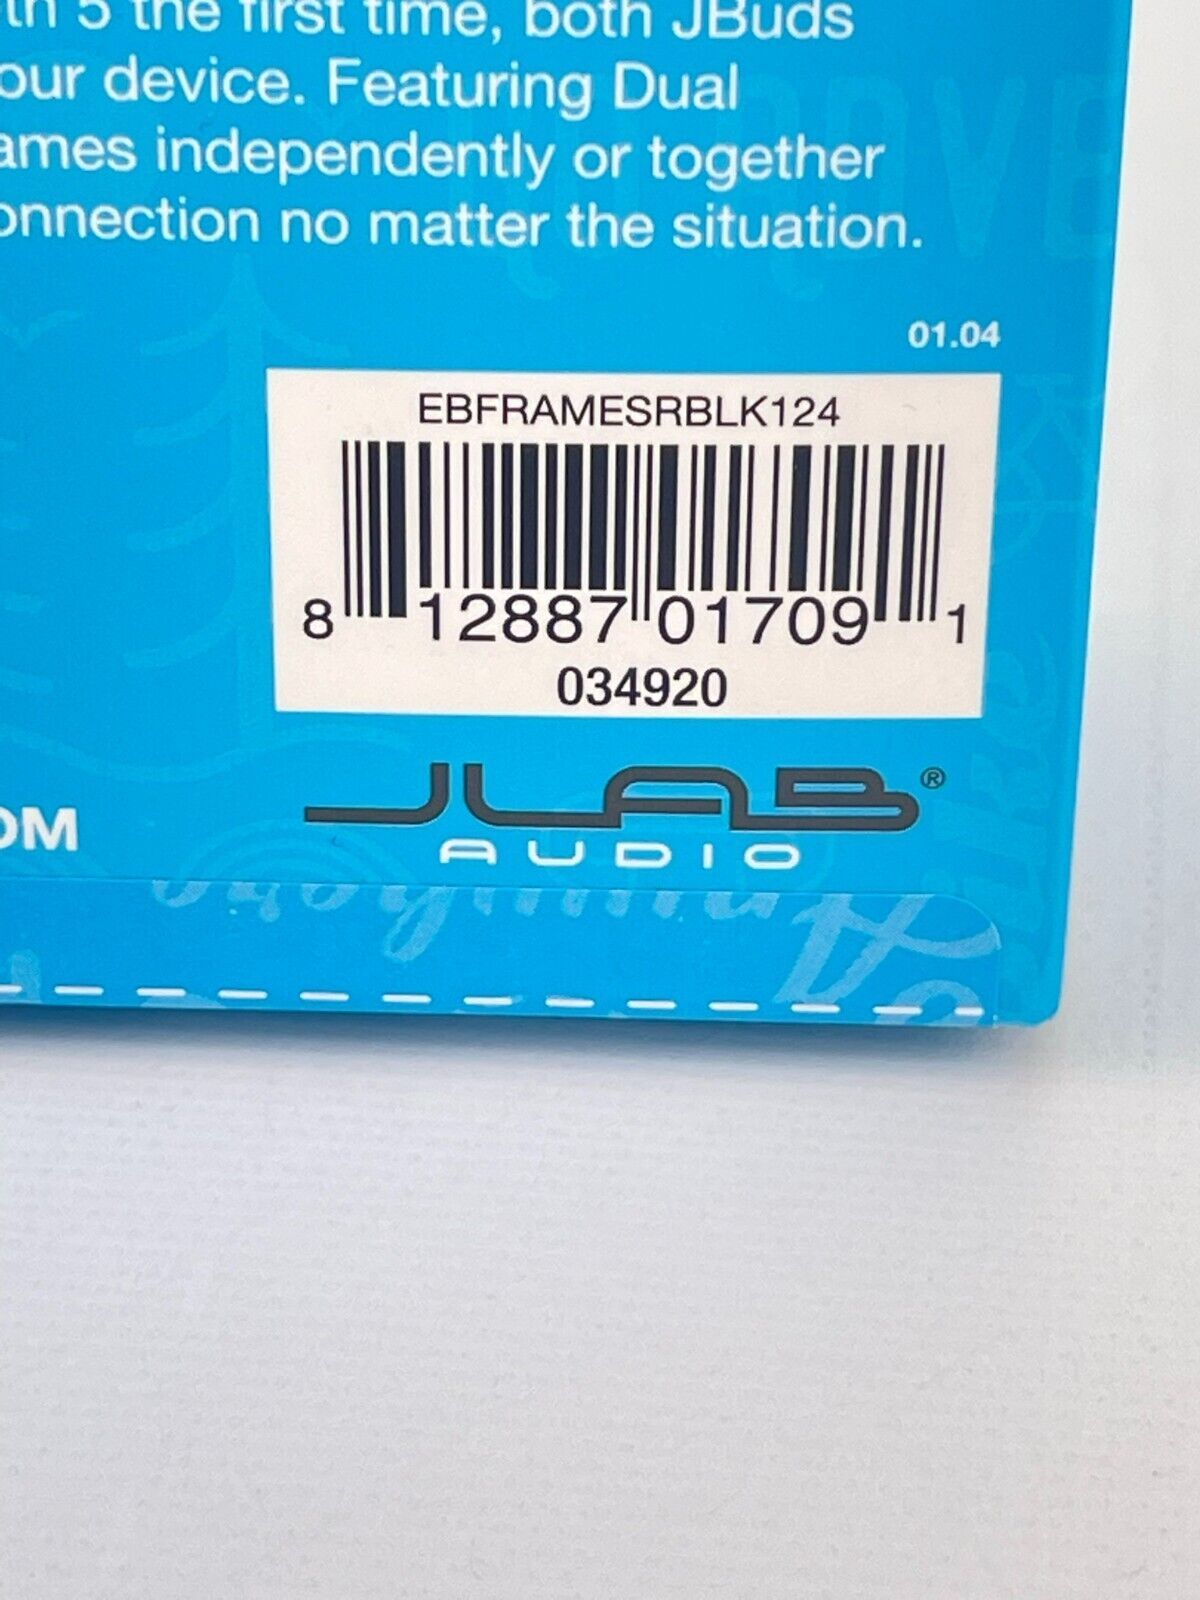 th 5 the first time, both JBuds
our device. Featuring Dual
ames independently or together
onnection no matter the situation.
01.04
EBFRAMESRBLK124
8 12887 01709 1
034920
JLAB®
AUDIO
OM